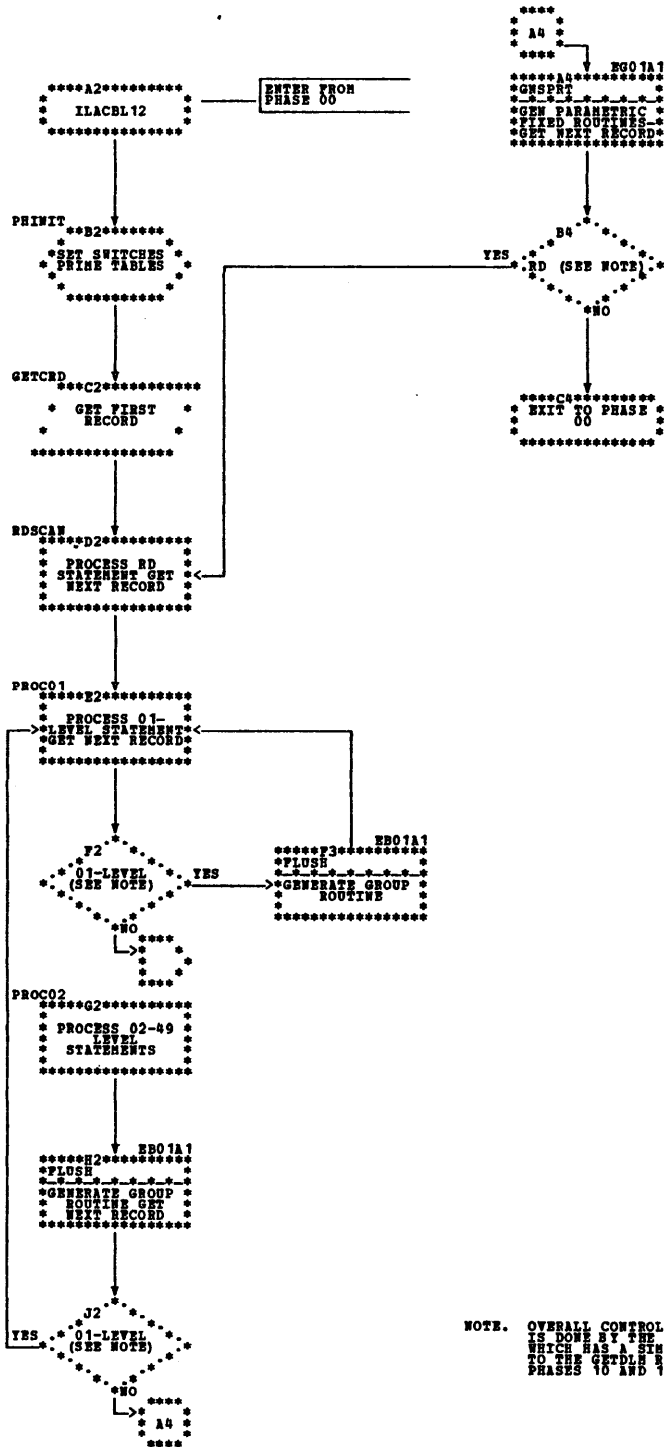 A2
ILACBL12
ENTER FROM
PHASE 00
PHINIT
B2
SET SWITCHES
PRIME TABLES
GETCRD
C2
GET FIRST
RECORD
RDSCAN
D2
PROCESS RD
STATEMENT GET
NEXT RECORD
PROC01
E2
PROCESS 01-
LEVEL STATEMENT
GET NEXT RECORD
F2
01-LEVEL
(SEE NOTE)
YES
NO
EB01A1
F3
FLUSH
GENERATE GROUP
ROUTINE
PROC02
G2
PROCESS 02-49
LEVEL
STATEMENTS
EB01A1
H2
FLUSH
GENERATE GROUP
ROUTINE GET
NEXT RECORD
J2
01-LEVEL
(SEE NOTE)
YES
NO
A4
A4
EG01A1
A4
GNSPRT
GEN PARAMETRIC
FIXED ROUTINES-
GET NEXT RECORD
B4
RD (SEE NOTE)
YES
NO
C4
EXIT TO PHASE
00
NOTE. OVERALL CONTROL
IS DONE BY THE
WHICH HAS A SIM
TO THE GETDLM R
PHASES 10 AND 1